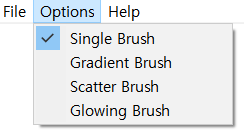 File Options Help
Single Brush
Gradient Brush
Scatter Brush
Glowing Brush